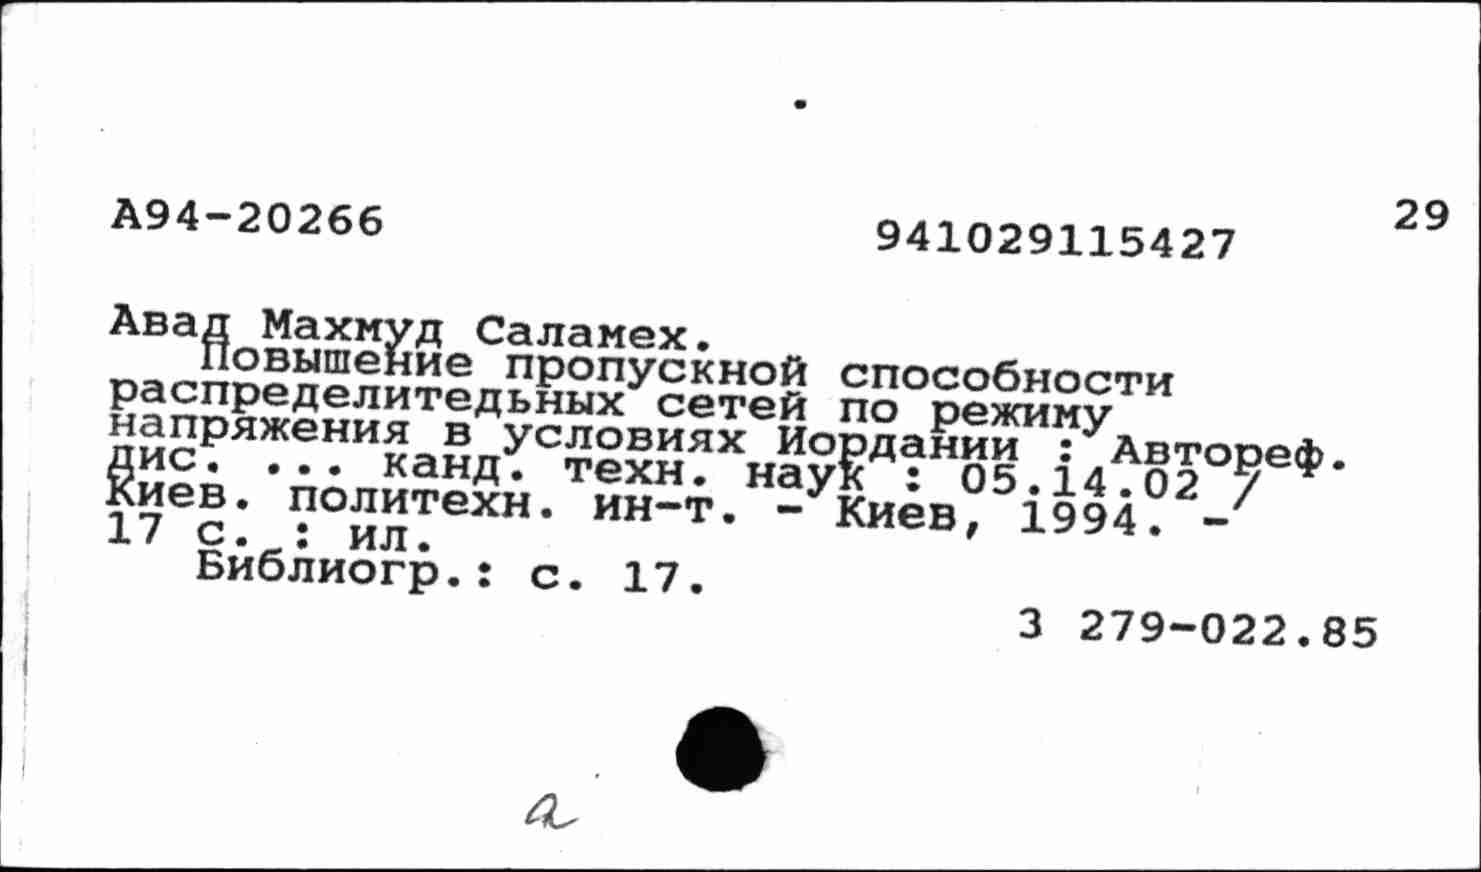 А94-20266
941029115427
29
Авад Махмуд Саламех.
Повышение пропускной способности
распределительных сетей по режиму
напряжения в условиях Иордании : Автореф.
дис. ... канд. техн. наук : 05.14.02 /
Киев. политехн. ин-т. - Киев, 1994. -
17 с. : ил.
Библиогр.: с. 17.
3 279-022.85
а